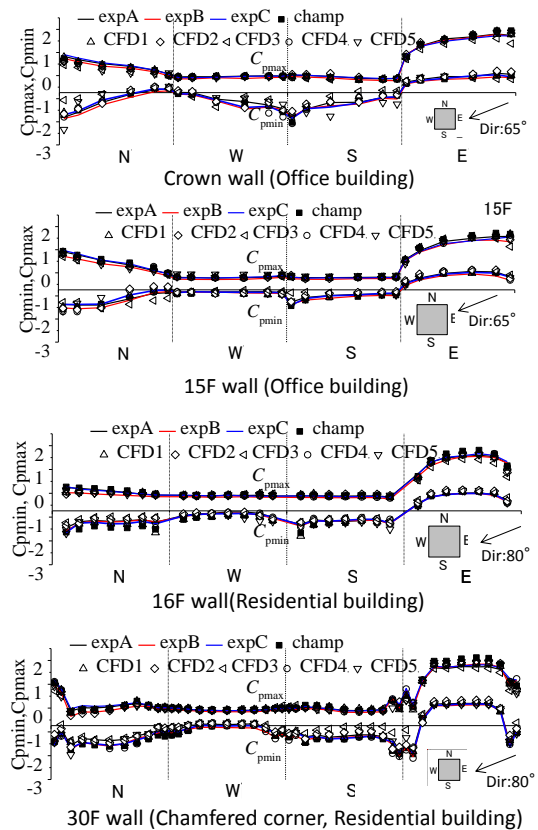 expA expB expC champ
CFD1 CFD2 CFD3 CFD4 CFD5
Cpmax,Cpmin
2
1
0
-1
-2
-3
Cpmax
Cpmin
N W S E
N
W E
S
Dir:65°
Crown wall (Office building)
expA expB expC champ
15F
CFD1 CFD2 CFD3 CFD4 CFD5
Cpmin, Cpmax
2
1
0
-1
-2
-3
Cpmax
Cpmin
N W S E
N
W E
S
Dir:65°
15F wall (Office building)
expA expB expC champ
CFD1 CFD2 CFD3 CFD4 CFD5
Cpmin, Cpmax
2
1
0
-1
-2
-3
Cpmax
Cpmin
N W S E
N
W E
S
Dir:80°
16F wall(Residential building)
expA expB expC champ
CFD1 CFD2 CFD3 CFD4 CFD5
Cpmin,Cpmax
2
1
0
-1
-2
-3
Cpmax
Cpmin
N W S E
N
W E
S
Dir:80°
30F wall (Chamfered corner, Residential building)